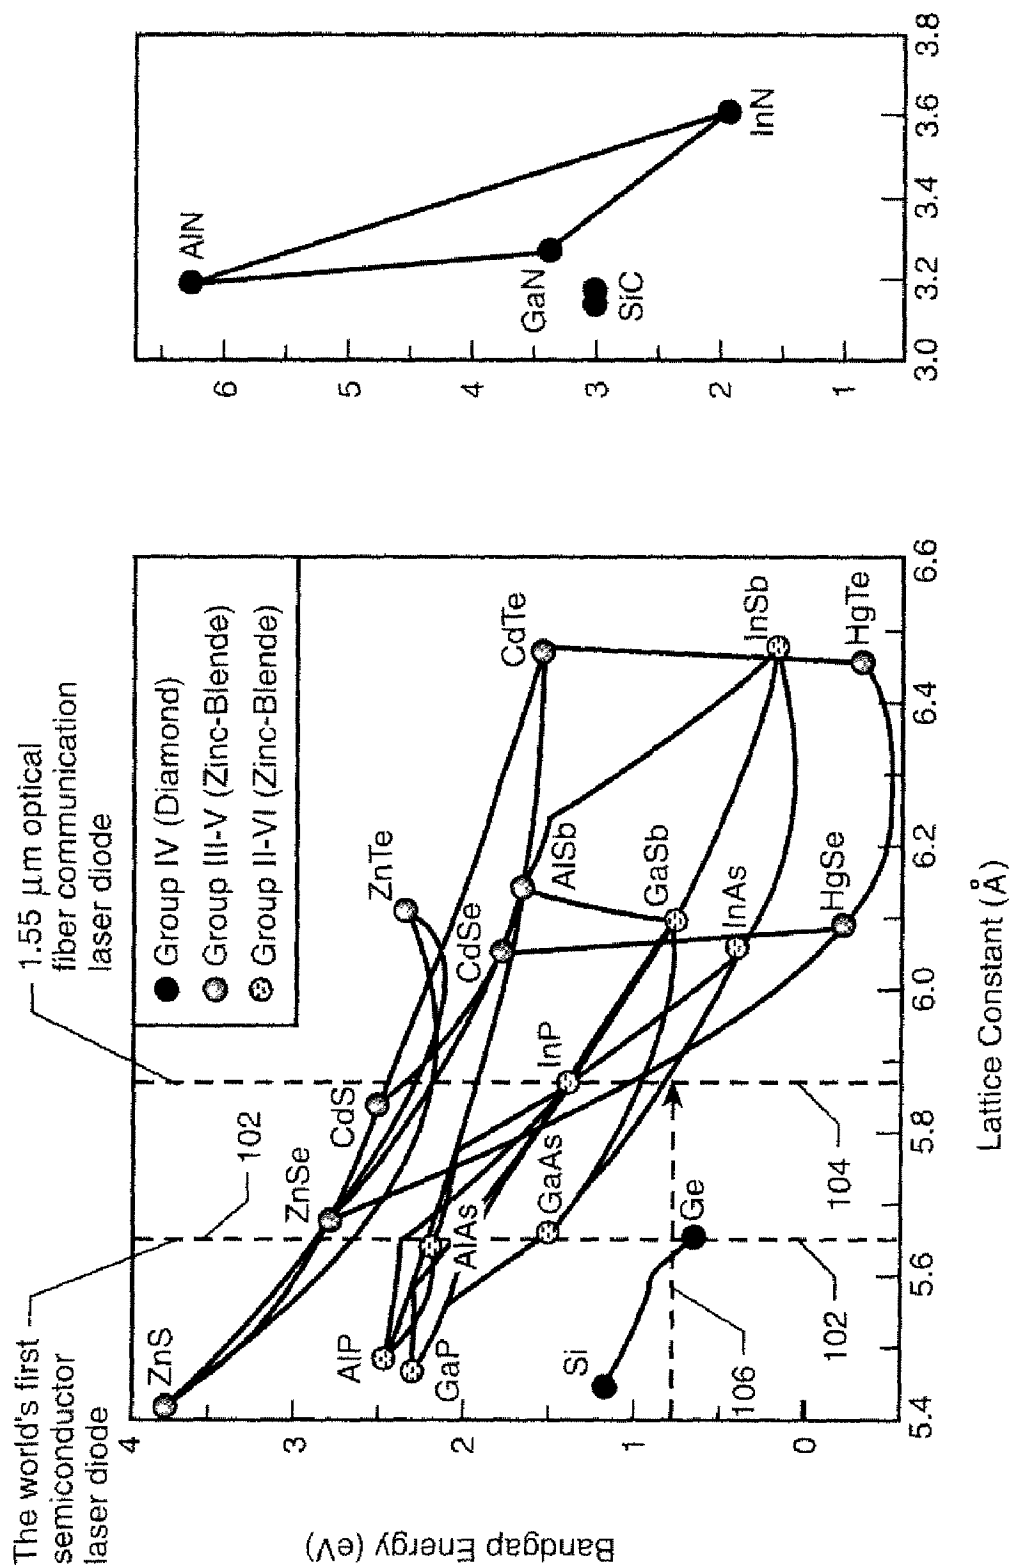 The world's first
semiconductor
laser diode
1.55 μm optical
fiber communication
laser diode
102
Group IV (Diamond)
Group III-V (Zinc-Blende)
Group II-VI (Zinc-Blende)
ZnS
ZnSe
CdS
ZnTe
CdSe
CdTe
AlP
GaP
AlAs
GaAs
InP
AlSb
GaSb
InAs
InSb
HgSe
HgTe
Si
Ge
106
102
104
4
3
2
1
0
Bandgap Energy (eV)
5.4
5.6
5.8
6.0
6.2
6.4
6.6
Lattice Constant (Å)
AlN
GaN
SiC
InN
6
5
4
3
2
1
3.0
3.2
3.4
3.6
3.8